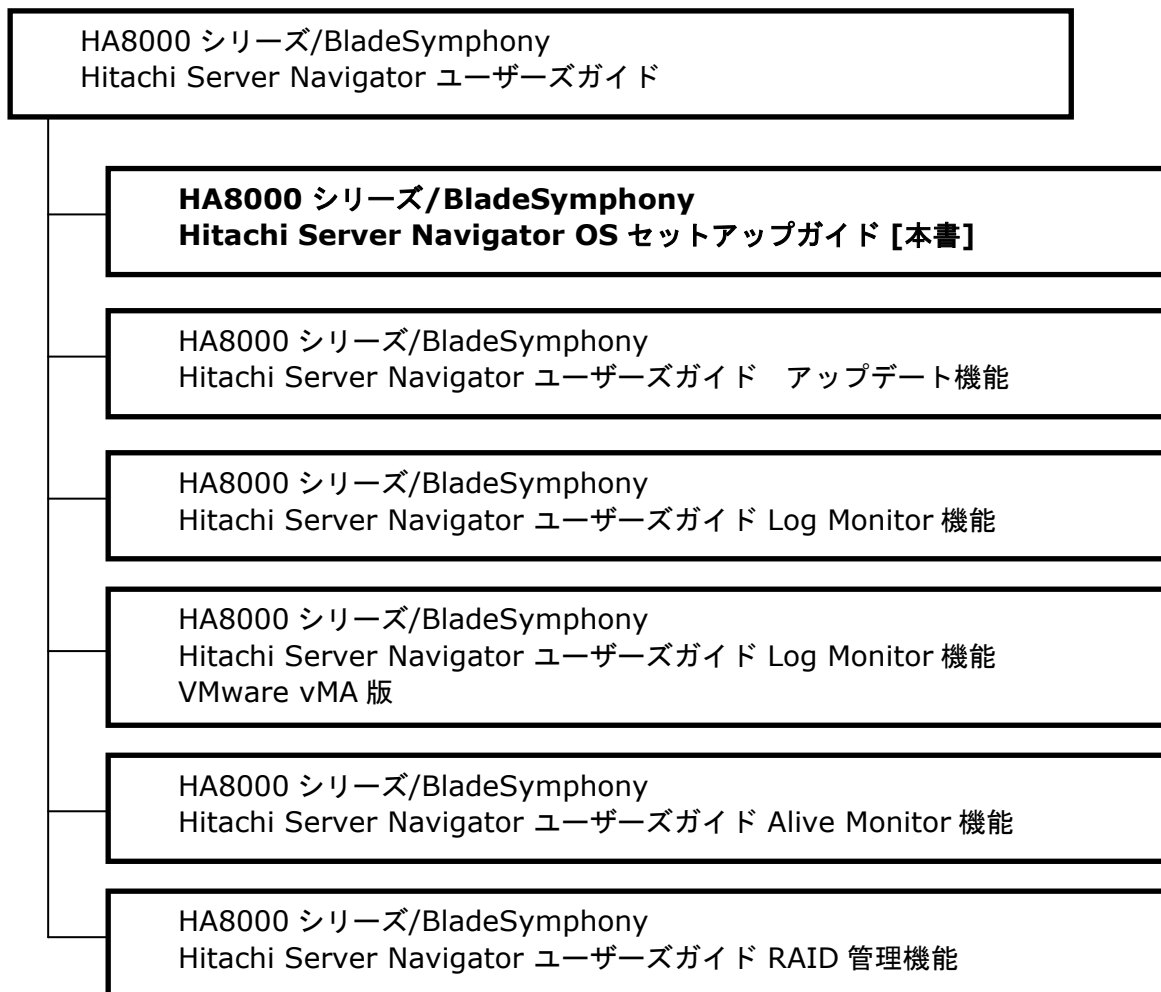 HA8000 シリーズ/BladeSymphony
Hitachi Server Navigator ユーザーズガイド
HA8000 シリーズ/BladeSymphony
Hitachi Server Navigator OS セットアップガイド [本書]
HA8000 シリーズ/BladeSymphony
Hitachi Server Navigator ユーザーズガイド　アップデート機能
HA8000 シリーズ/BladeSymphony
Hitachi Server Navigator ユーザーズガイド Log Monitor 機能
HA8000 シリーズ/BladeSymphony
Hitachi Server Navigator ユーザーズガイド Log Monitor 機能
VMware vMA 版
HA8000 シリーズ/BladeSymphony
Hitachi Server Navigator ユーザーズガイド Alive Monitor 機能
HA8000 シリーズ/BladeSymphony
Hitachi Server Navigator ユーザーズガイド RAID 管理機能